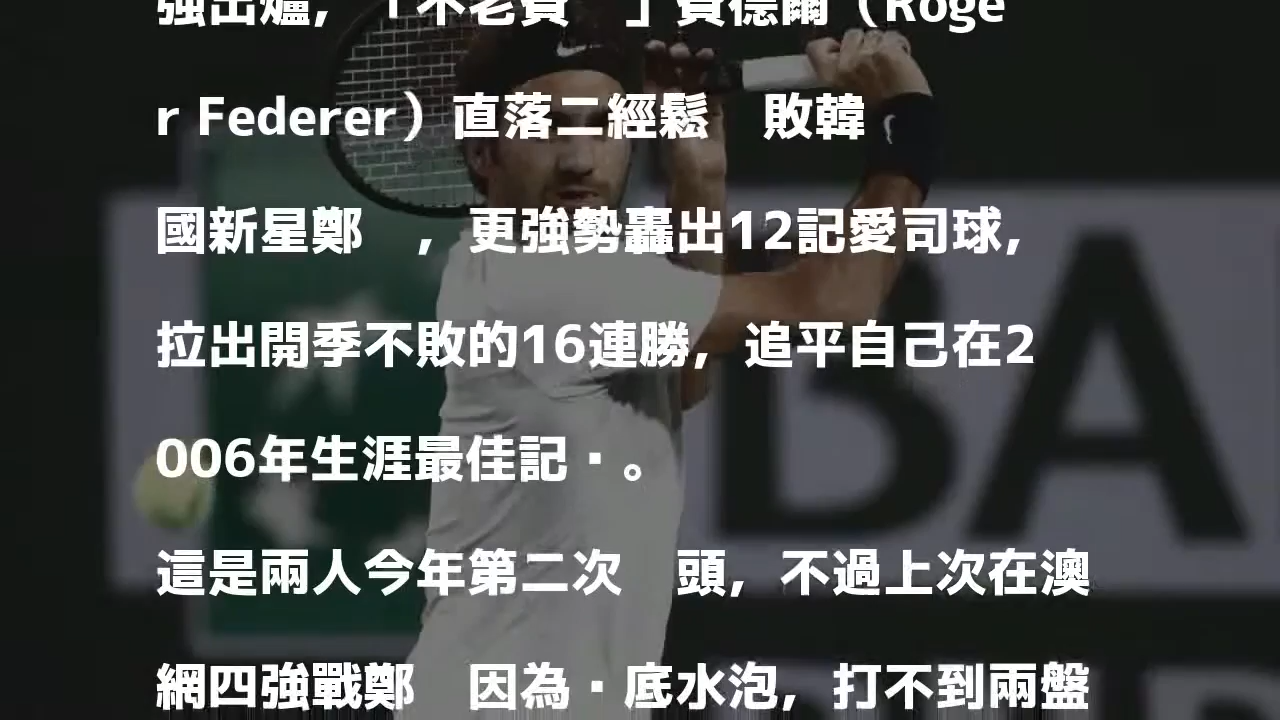 強出爐，「不老費　」費德爾（Roge
r Federer）直落二經鬆　敗韓
國新星鄭　，更強勢轟出12記愛司球，
拉出開季不敗的16連勝，追平自己在2
006年生涯最佳記·。
這是兩人今年第二次　頭，不過上次在澳
網四強戰鄭　因為·底水泡，打不到兩盤
BA